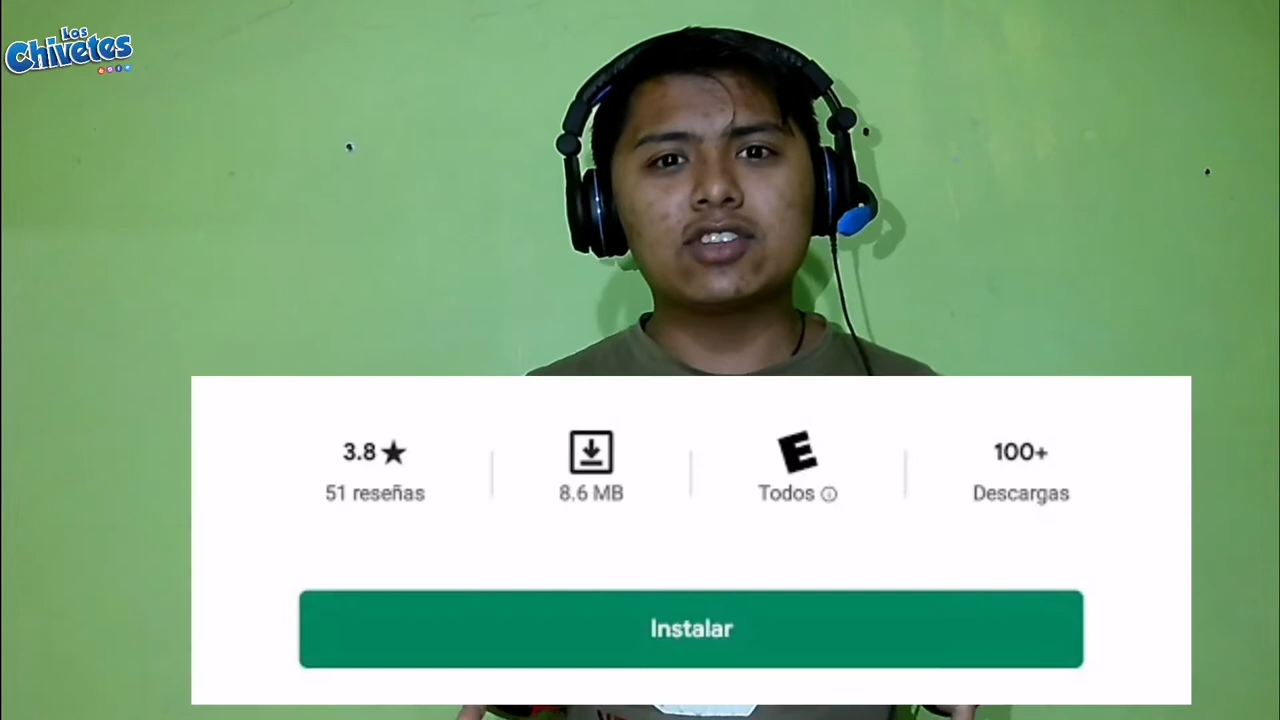 Los
Chivetes
3.8★
51 reseñas
8.6 MB
E
Todos
100+
Descargas
Instalar